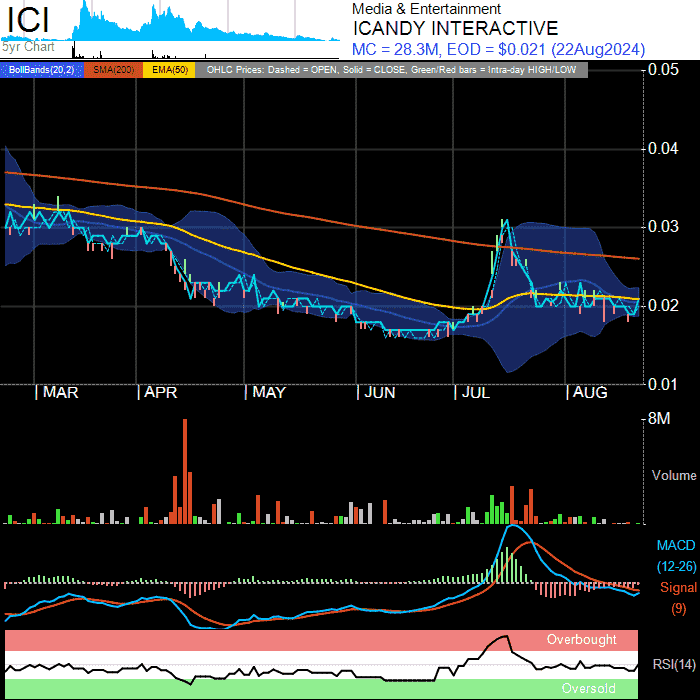 ICI
5yr Chart
Media & Entertainment
ICANDY INTERACTIVE
MC = 28.3M, EOD = $0.021 (22Aug2024)
BollBands(20,2) SMA(200) EMA(50) OHLC Prices: Dashed = OPEN, Solid = CLOSE, Green/Red bars = Intra-day HIGH/LOW
0.05
0.04
0.03
0.02
0.01
| MAR | APR | MAY | JUN | JUL | AUG
8M
Volume
MACD
(12-26)
Signal
(9)
Overbought
RSI(14)
Oversold